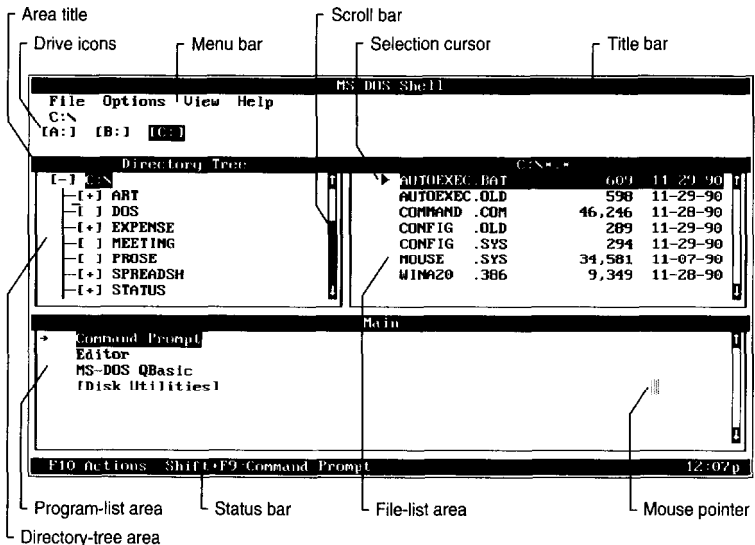 Area title
Scroll bar
Drive icons
Menu bar
Selection cursor
Title bar
MS-DOS Shell
File Options View Help
C:\
[A:] [B:] [C:]
Directory Tree
C:\*.*
[-] C:\
[+] ART
[ ] DOS
[+] EXPENSE
[ ] MEETING
[ ] PROSE
[+] SPREADSH
[+] STATUS
AUTOEXEC.BAT 609 11-29-90
AUTOEXEC.OLD 598 11-29-90
COMMAND .COM 46,246 11-28-90
CONFIG .OLD 289 11-29-90
CONFIG .SYS 294 11-29-90
MOUSE .SYS 34,581 11-07-90
WINA20 .386 9,349 11-28-90
Main
Command Prompt
Editor
MS-DOS QBasic
[Disk Utilities]
F10=Actions Shift+F9=Command Prompt 12:07p
Program-list area
Status bar
File-list area
Mouse pointer
Directory-tree area